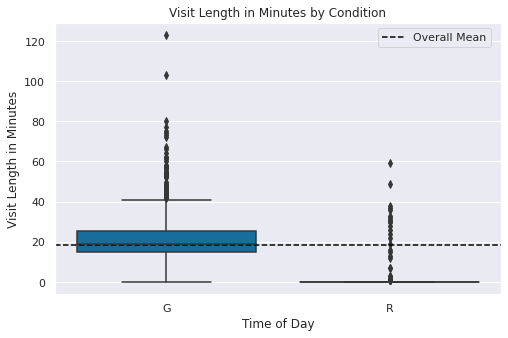 Visit Length in Minutes by Condition
Overall Mean
120
100
80
60
40
20
0
Visit Length in Minutes
G
R
Time of Day